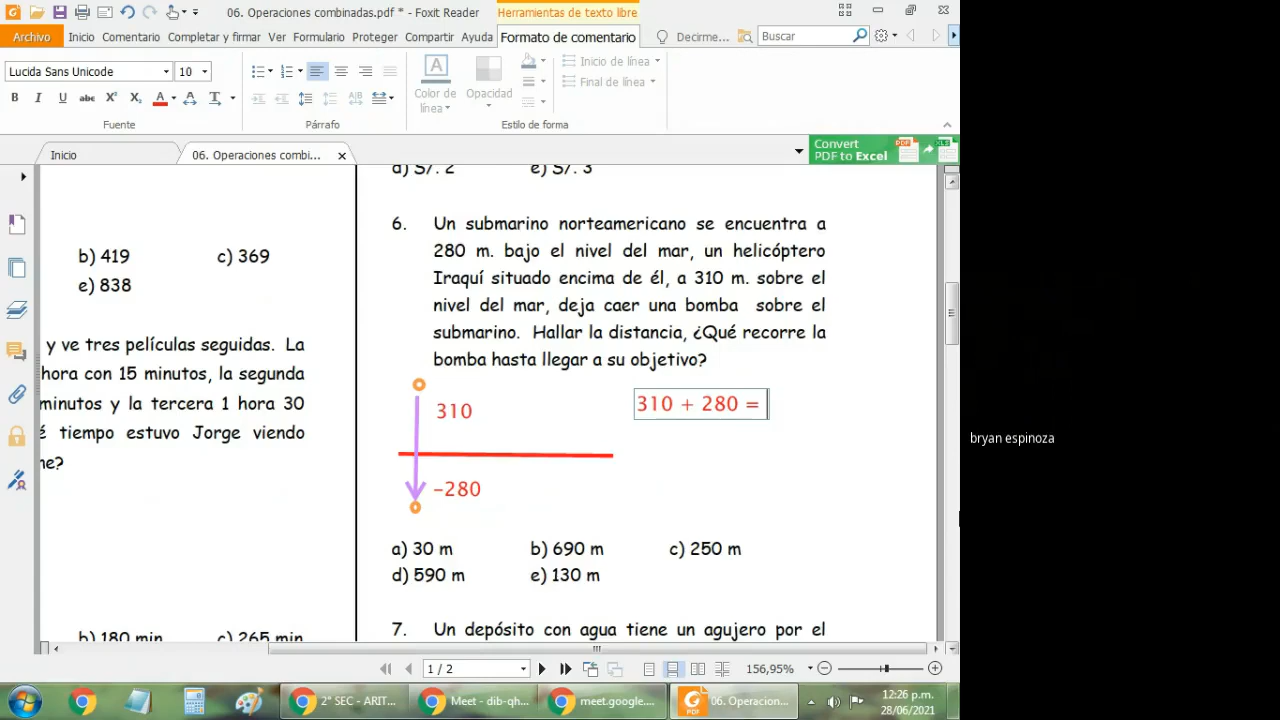 06. Operaciones combinadas.pdf * - Foxit Reader
Herramientas de texto libre
Archivo
Inicio
Comentario
Completar y firmar
Ver
Formulario
Proteger
Compartir
Ayuda
Formato de comentario
Decirme...
Buscar
Lucida Sans Unicode
10
Fuente
Párrafo
Color de línea
Opacidad
Inicio de línea
Final de línea
Estilo de forma
Inicio
06. Operaciones combi...
Convert
PDF to Excel
d) S/. 2
e) S/. 3
b) 419
c) 369
e) 838
y ve tres películas seguidas. La
hora con 15 minutos, la segunda
minutos y la tercera 1 hora 30
é tiempo estuvo Jorge viendo
ne?
b) 180 min
c) 265 min
6. Un submarino norteamericano se encuentra a
280 m. bajo el nivel del mar, un helicóptero
Iraquí situado encima de él, a 310 m. sobre el
nivel del mar, deja caer una bomba sobre el
submarino. Hallar la distancia, ¿Qué recorre la
bomba hasta llegar a su objetivo?
310
310 + 280 =
-280
a) 30 m
b) 690 m
c) 250 m
d) 590 m
e) 130 m
7. Un depósito con agua tiene un agujero por el
1 / 2
156,95%
2° SEC - ARIT...
Meet - dib-qh...
meet.google....
06. Operacion...
12:26 p.m.
28/06/2021
bryan espinoza